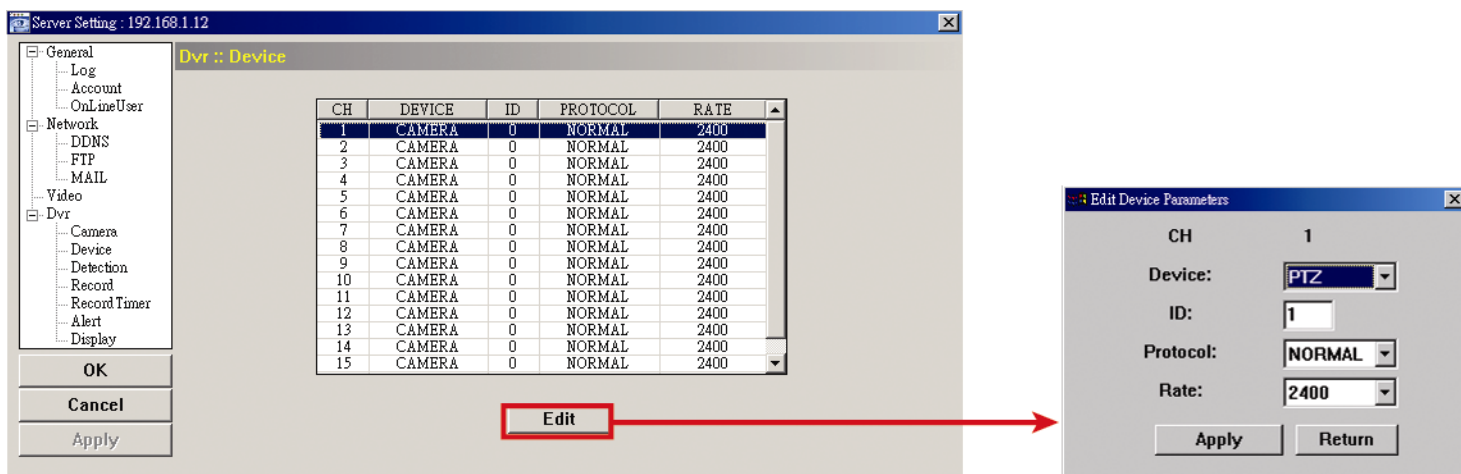 Server Setting : 192.168.1.12
General
Log
Account
OnLineUser
Network
DDNS
FTP
MAIL
Video
Dvr
Camera
Device
Detection
Record
Record Timer
Alert
Display
OK
Cancel
Apply
Dvr :: Device
CH DEVICE ID PROTOCOL RATE
1 CAMERA 0 NORMAL 2400
2 CAMERA 0 NORMAL 2400
3 CAMERA 0 NORMAL 2400
4 CAMERA 0 NORMAL 2400
5 CAMERA 0 NORMAL 2400
6 CAMERA 0 NORMAL 2400
7 CAMERA 0 NORMAL 2400
8 CAMERA 0 NORMAL 2400
9 CAMERA 0 NORMAL 2400
10 CAMERA 0 NORMAL 2400
11 CAMERA 0 NORMAL 2400
12 CAMERA 0 NORMAL 2400
13 CAMERA 0 NORMAL 2400
14 CAMERA 0 NORMAL 2400
15 CAMERA 0 NORMAL 2400
Edit
Edit Device Parameters
CH 1
Device: PTZ
ID: 1
Protocol: NORMAL
Rate: 2400
Apply Return